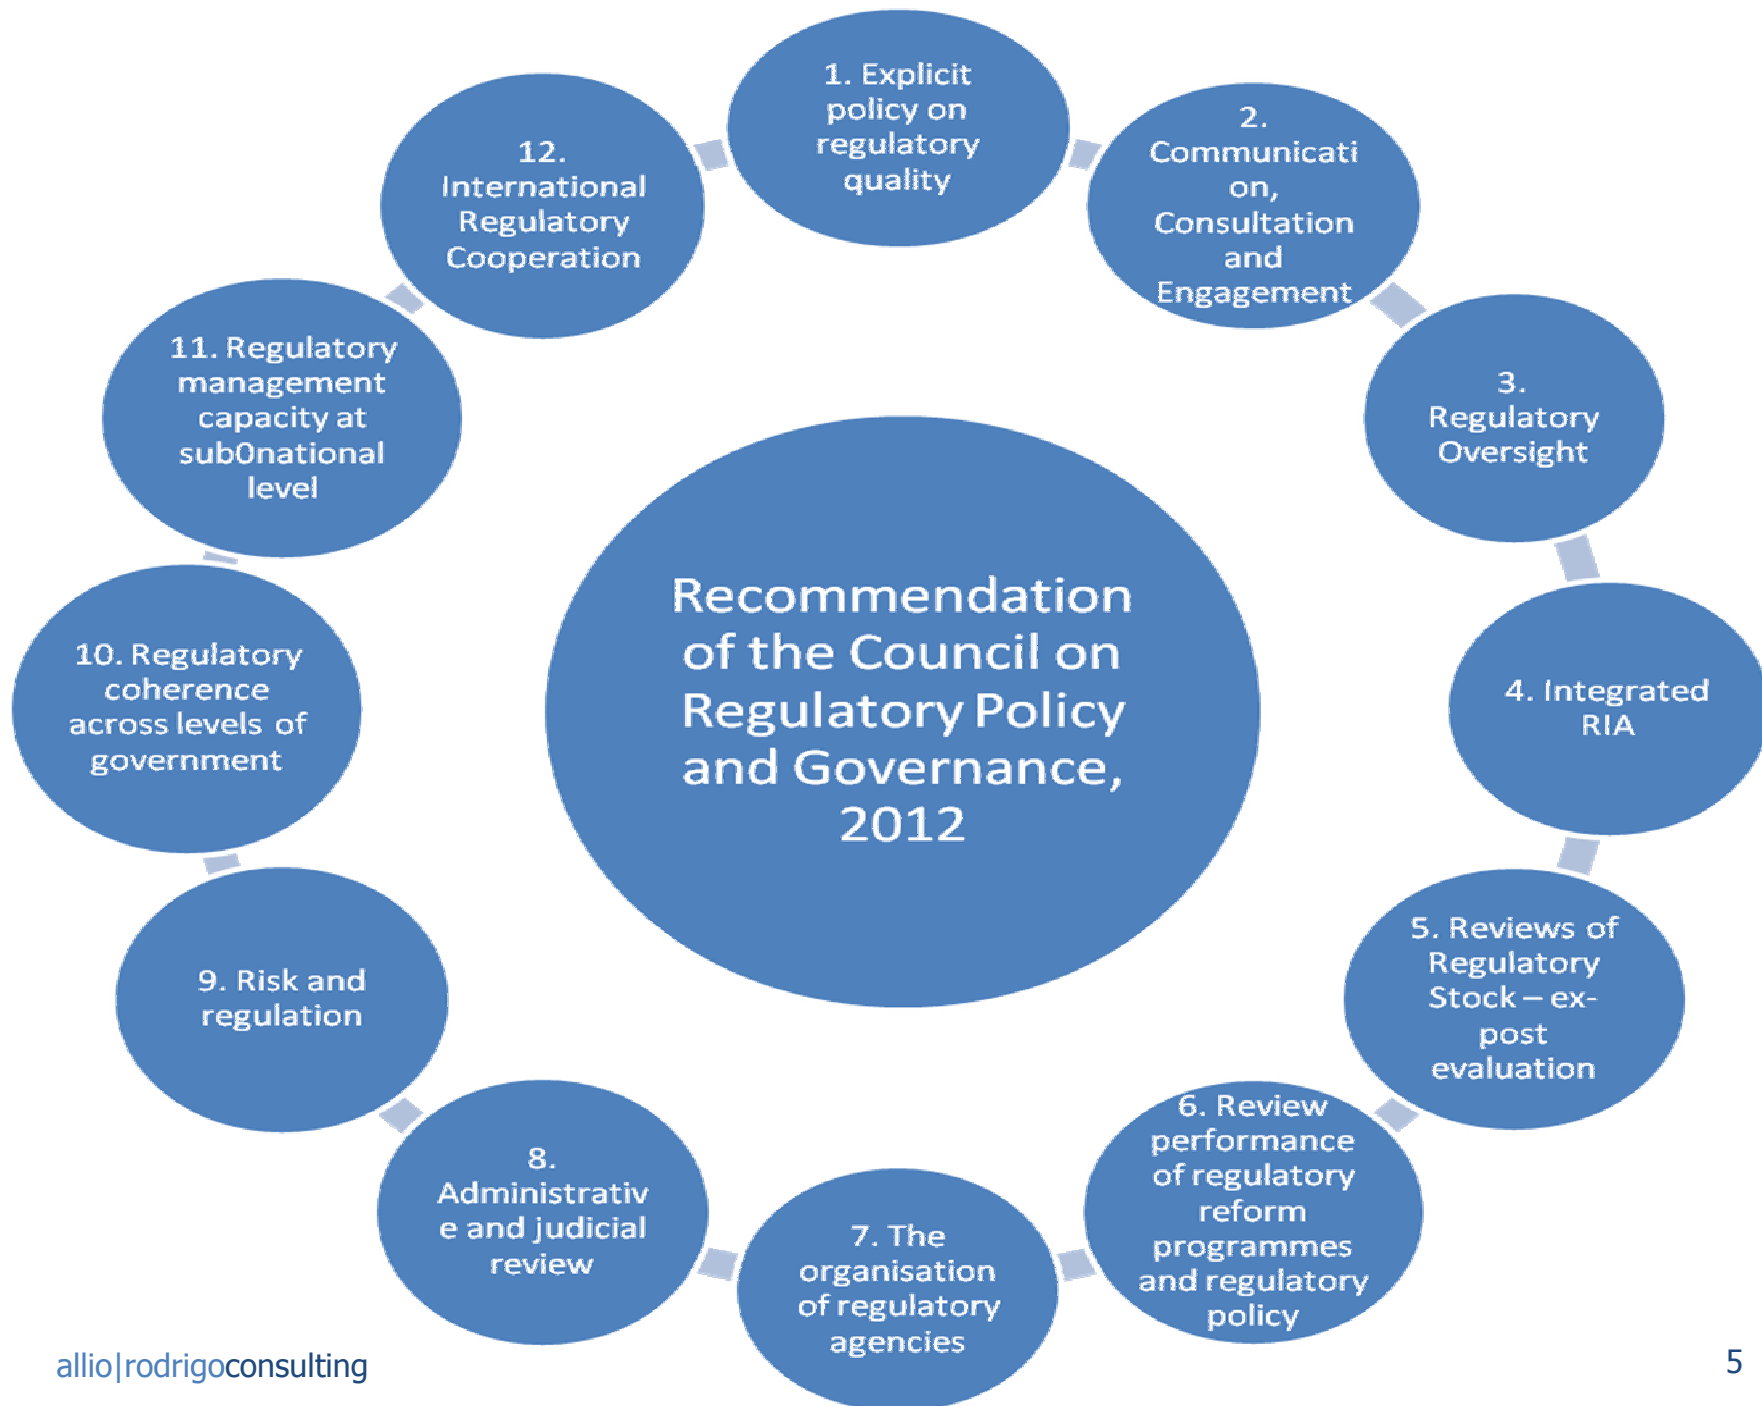 1. Explicit
policy on
regulatory
quality
2.
Communicati
on,
Consultation
and
Engagement
3.
Regulatory
Oversight
4. Integrated
RIA
5. Reviews of
Regulatory
Stock – ex-
post
evaluation
6. Review
performance
of regulatory
reform
programmes
and regulatory
policy
7. The
organisation
of regulatory
agencies
8.
Administrativ
e and judicial
review
9. Risk and
regulation
10. Regulatory
coherence
across levels of
government
11. Regulatory
management
capacity at
sub0national
level
12.
International
Regulatory
Cooperation
Recommendation
of the Council on
Regulatory Policy
and Governance,
2012
allio|rodrigoconsulting
5